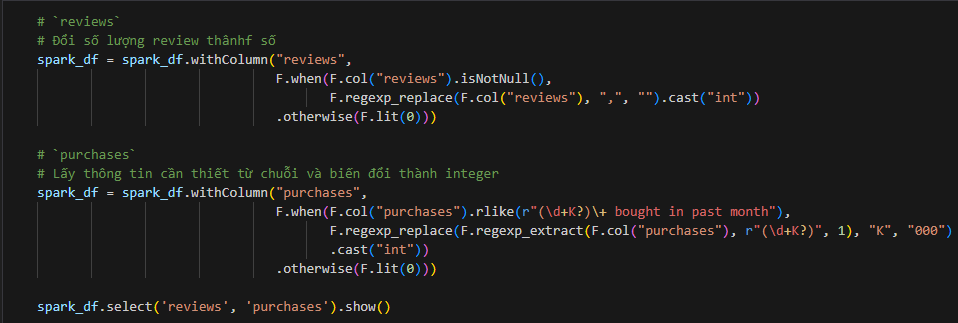 # `reviews`
# Đổi số lượng review thànhf số
spark_df = spark_df.withColumn("reviews",
F.when(F.col("reviews").isNotNull(),
F.regexp_replace(F.col("reviews"), ",", "").cast("int"))
.otherwise(F.lit(0)))
# `purchases`
# Lấy thông tin cần thiết từ chuỗi và biến đổi thành integer
spark_df = spark_df.withColumn("purchases",
F.when(F.col("purchases").rlike(r"(\d+K?)\+ bought in past month"),
F.regexp_replace(F.regexp_extract(F.col("purchases"), r"(\d+K?)", 1), "K", "000")
.cast("int"))
.otherwise(F.lit(0)))
spark_df.select('reviews', 'purchases').show()